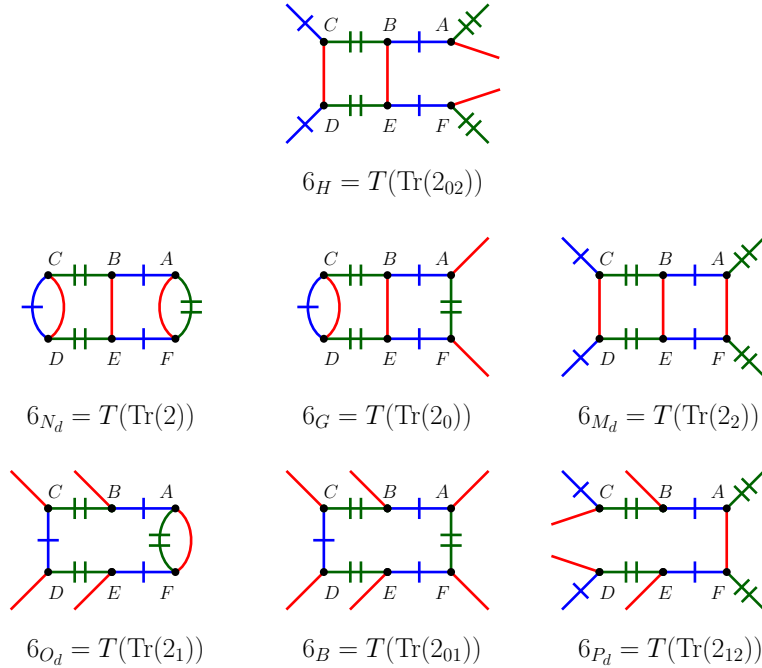 C B A
D E F
6_H = T(Tr(2_{02}))
C B A C B A C B A
D E F D E F D E F
6_{N_d} = T(Tr(2)) 6_G = T(Tr(2_0)) 6_{M_d} = T(Tr(2_2))
C B A C B A C B A
D E F D E F D E F
6_{O_d} = T(Tr(2_1)) 6_B = T(Tr(2_{01})) 6_{P_d} = T(Tr(2_{12}))